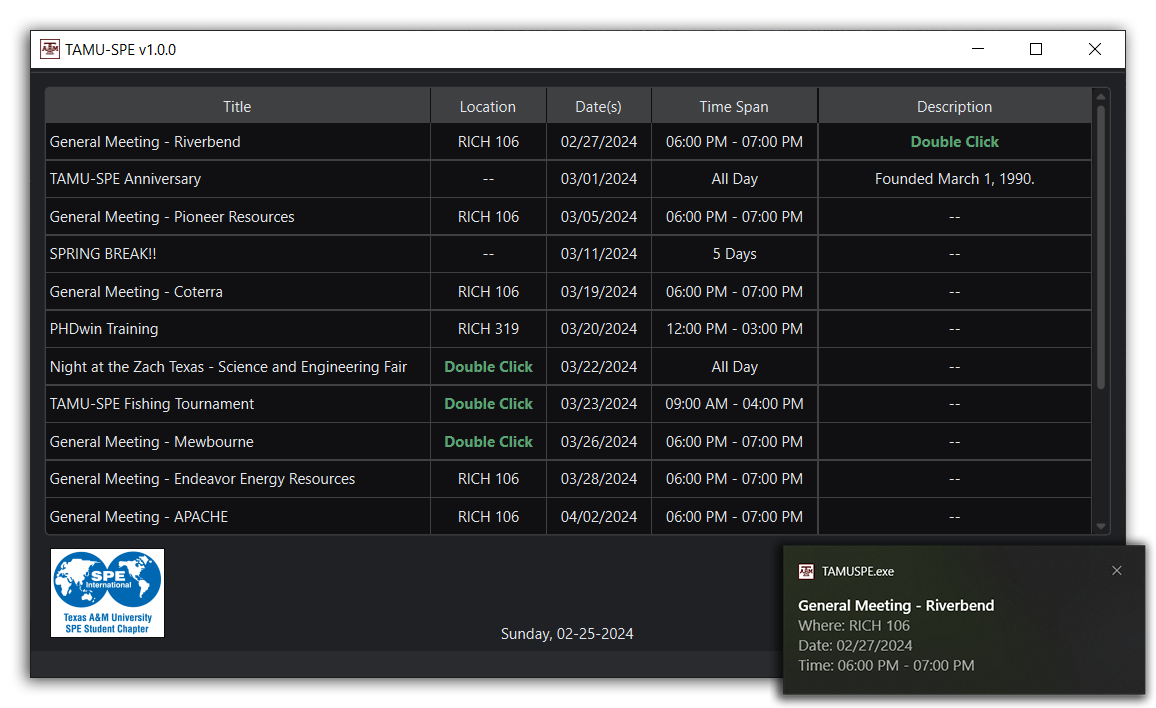 TAMU-SPE v1.0.0
Title Location Date(s) Time Span Description
General Meeting - Riverbend RICH 106 02/27/2024 06:00 PM - 07:00 PM Double Click
TAMU-SPE Anniversary -- 03/01/2024 All Day Founded March 1, 1990.
General Meeting - Pioneer Resources RICH 106 03/05/2024 06:00 PM - 07:00 PM --
SPRING BREAK!! -- 03/11/2024 5 Days --
General Meeting - Coterra RICH 106 03/19/2024 06:00 PM - 07:00 PM --
PHDwin Training RICH 319 03/20/2024 12:00 PM - 03:00 PM --
Night at the Zach Texas - Science and Engineering Fair Double Click 03/22/2024 All Day --
TAMU-SPE Fishing Tournament Double Click 03/23/2024 09:00 AM - 04:00 PM --
General Meeting - Mewbourne Double Click 03/26/2024 06:00 PM - 07:00 PM --
General Meeting - Endeavor Energy Resources RICH 106 03/28/2024 06:00 PM - 07:00 PM --
General Meeting - APACHE RICH 106 04/02/2024 06:00 PM - 07:00 PM --
SPE
International
Texas A&M University
SPE Student Chapter
Sunday, 02-25-2024
TAMUSPE.exe
General Meeting - Riverbend
Where: RICH 106
Date: 02/27/2024
Time: 06:00 PM - 07:00 PM